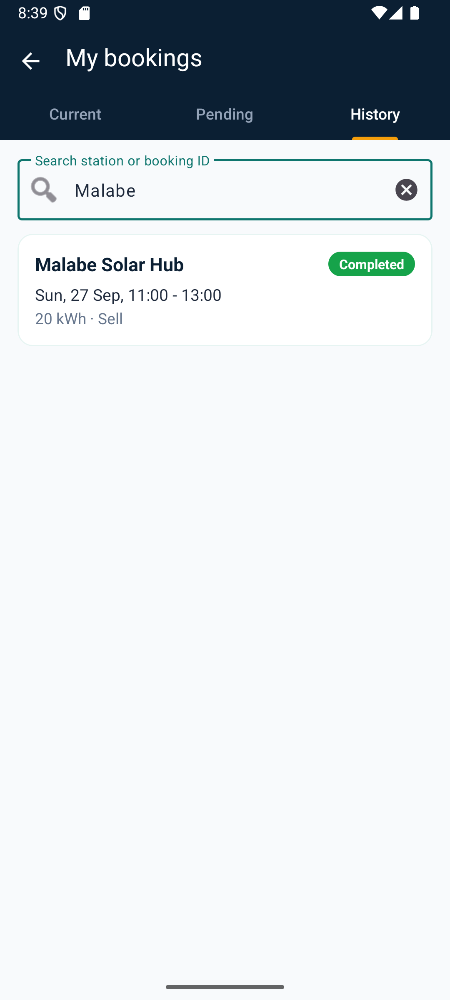 8:39
My bookings
Current Pending History
Search station or booking ID
Malabe
Malabe Solar Hub Completed
Sun, 27 Sep, 11:00 - 13:00
20 kWh · Sell